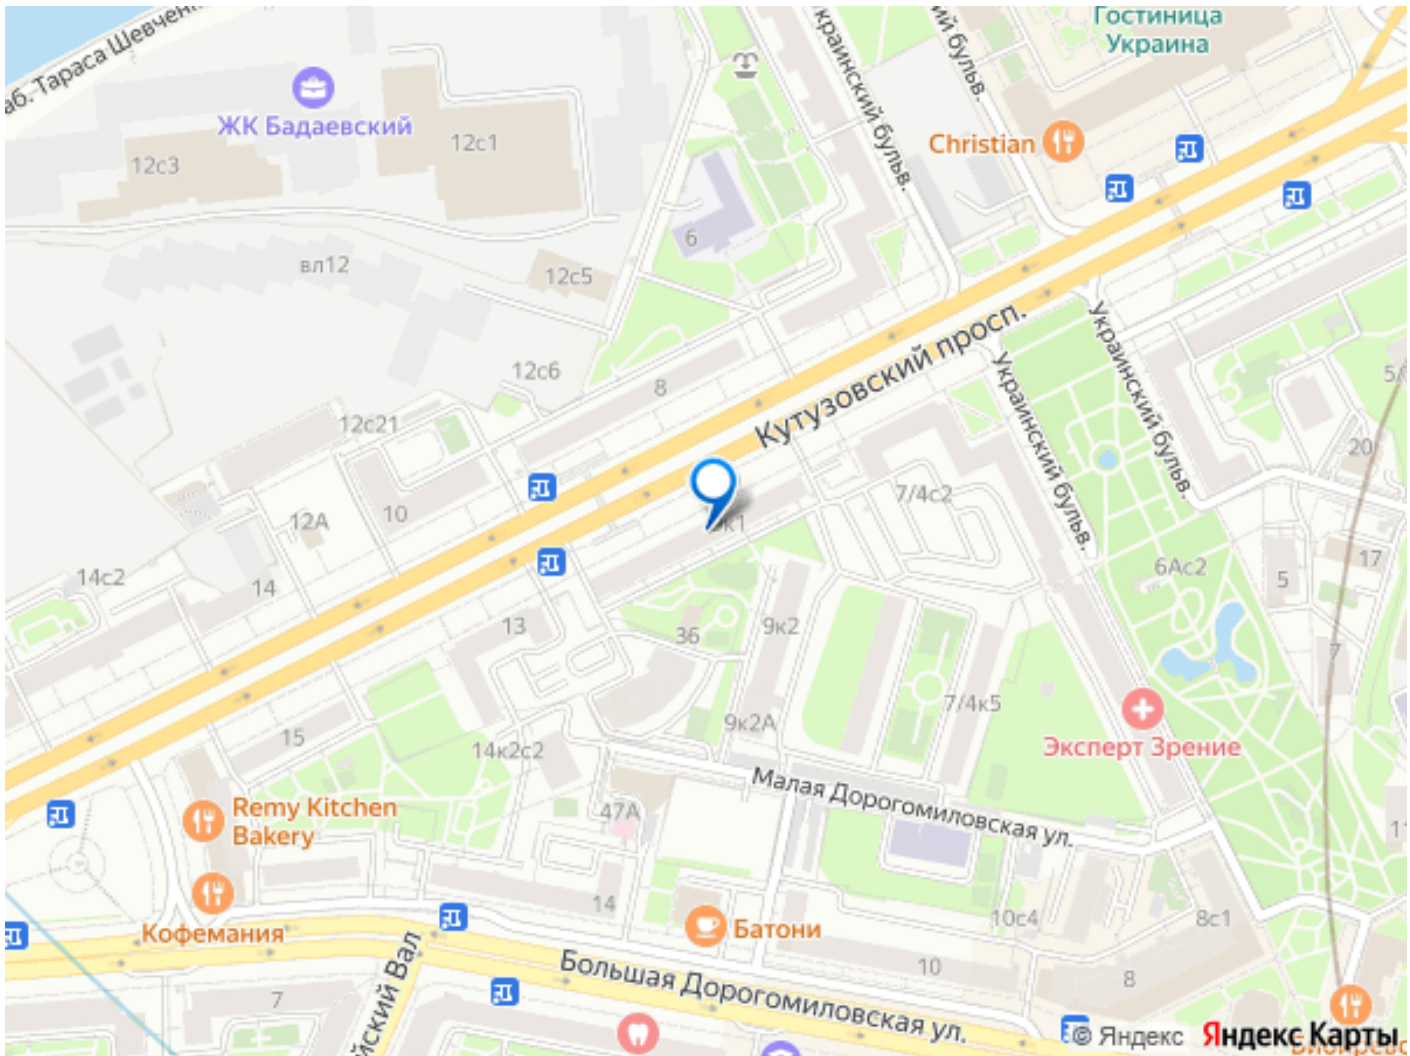 Гостиница
Украина
наб. Тараса Шевченко
ЖК Бадаевский
12с1
12с3
Украинский бульв.
Christian
6
вл12
12с5
Кутузовский просп.
Украинский бульв.
Украинский бульв.
12с6
8
12с21
20
10
12А
7/4с2
9к1
14с2
14
6Ас2
5
17
13
36
9к2
7
7/4к5
9к2А
15
14к2с2
Эксперт Зрение
Малая Дорогомиловская ул.
Remy Kitchen
Bakery
47А
14
10с4
8с1
Кофемания
Батони
10
8
Большая Дорогомиловская ул.
7
© Яндекс
Яндекс Карты